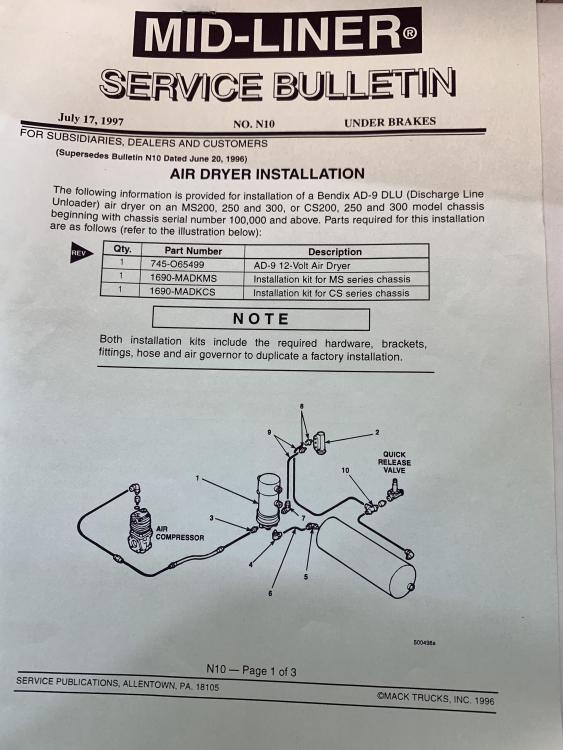 MID-LINER®
SERVICE BULLETIN
July 17, 1997 NO. N10 UNDER BRAKES
FOR SUBSIDIARIES, DEALERS AND CUSTOMERS
(Supersedes Bulletin N10 Dated June 20, 1996)
AIR DRYER INSTALLATION
The following information is provided for installation of a Bendix AD-9 DLU (Discharge Line
Unloader) air dryer on an MS200, 250 and 300, or CS200, 250 and 300 model chassis
beginning with chassis serial number 100,000 and above. Parts required for this installation
are as follows (refer to the illustration below):
REV
Qty. Part Number Description
1 745-O65499 AD-9 12-Volt Air Dryer
1 1690-MADKMS Installation kit for MS series chassis
1 1690-MADKCS Installation kit for CS series chassis
NOTE
Both installation kits include the required hardware, brackets,
fittings, hose and air governor to duplicate a factory installation.
8
9
2
QUICK
RELEASE
VALVE
10
1
3
7
AIR
COMPRESSOR
4
6
5
500498a
N10 — Page 1 of 3
SERVICE PUBLICATIONS, ALLENTOWN, PA. 18105
©MACK TRUCKS, INC. 1996